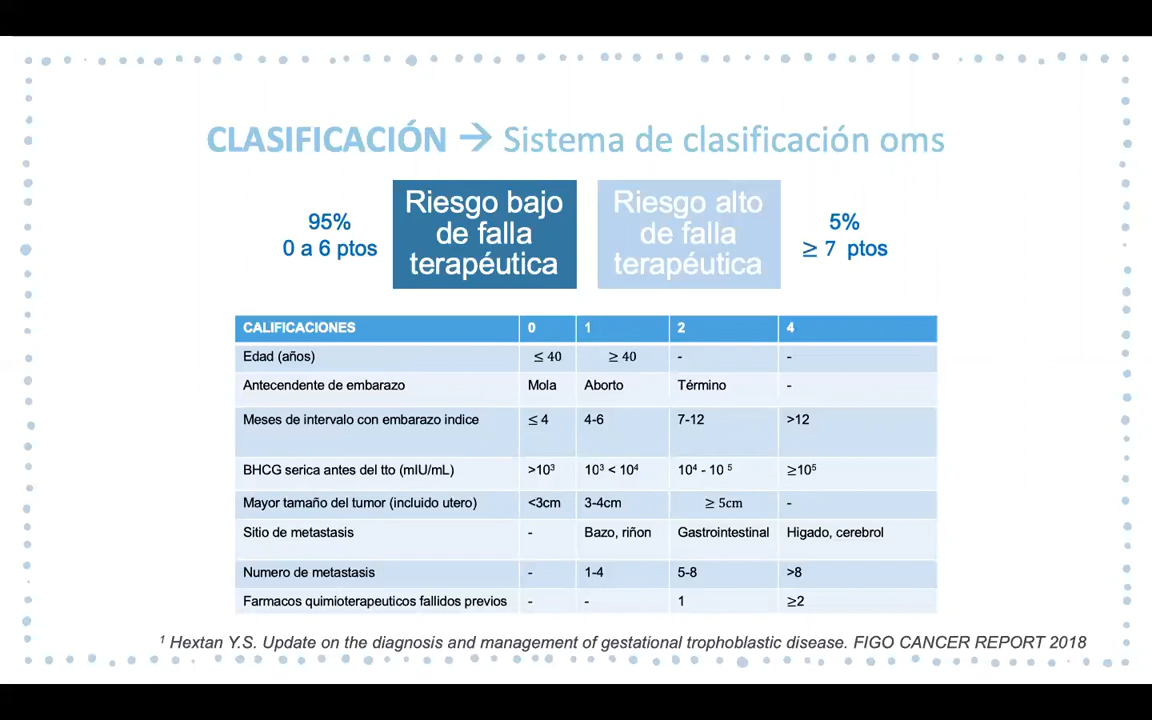 CLASIFICACIÓN → Sistema de clasificación oms
95%
0 a 6 ptos
Riesgo bajo
de falla
terapéutica
Riesgo alto
de falla
terapéutica
5%
≥ 7 ptos
CALIFICACIONES 0 1 2 4
Edad (años) ≤ 40 ≥ 40 - -
Antecendente de embarazo Mola Aborto Término -
Meses de intervalo con embarazo indice ≤ 4 4-6 7-12 >12
BHCG serica antes del tto (mIU/mL) >10³ 10³ < 10⁴ 10⁴ - 10 ⁵ ≥10⁵
Mayor tamaño del tumor (incluido utero) <3cm 3-4cm ≥ 5cm -
Sitio de metastasis - Bazo, riñon Gastrointestinal Higado, cerebrol
Numero de metastasis - 1-4 5-8 >8
Farmacos quimioterapeuticos fallidos previos - - 1 ≥2
¹ Hextan Y.S. Update on the diagnosis and management of gestational trophoblastic disease. FIGO CANCER REPORT 2018